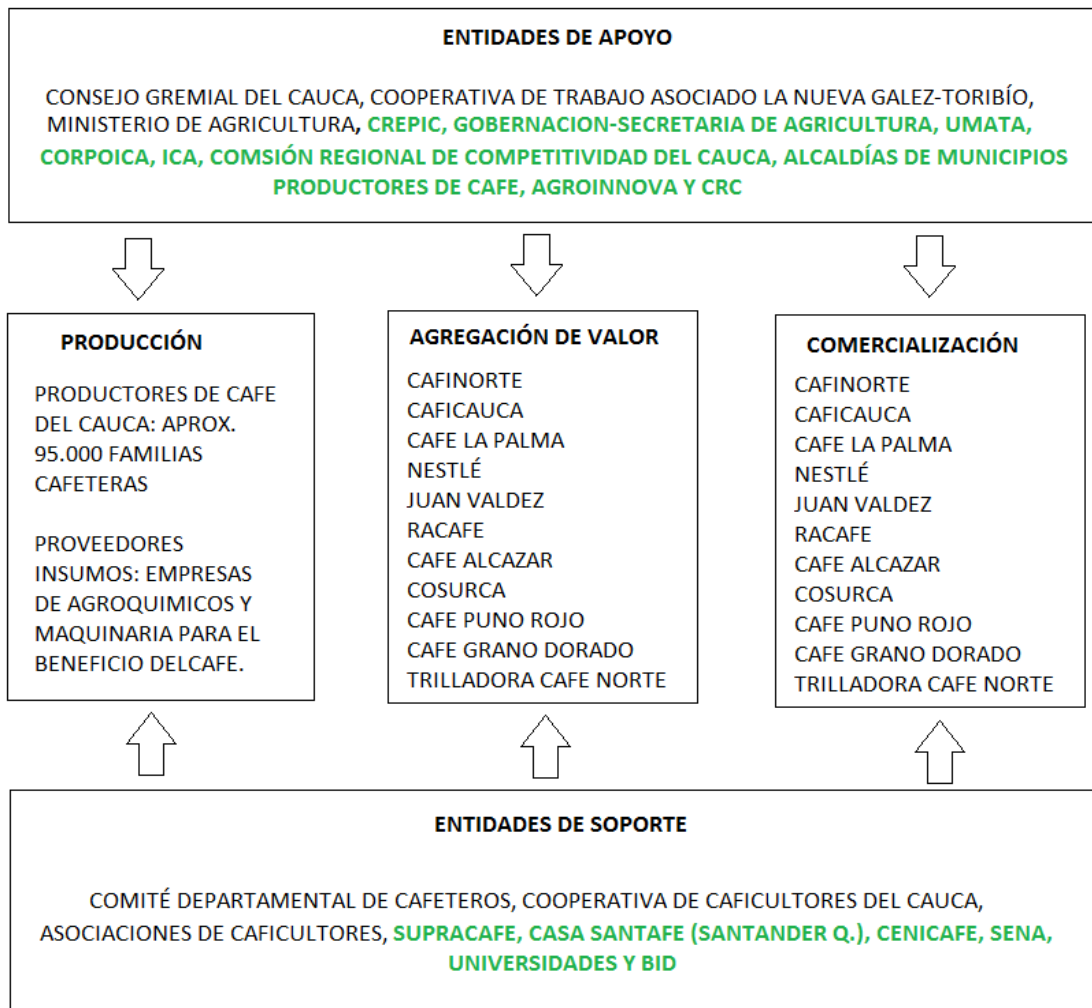 ENTIDADES DE APOYO
CONSEJO GREMIAL DEL CAUCA, COOPERATIVA DE TRABAJO ASOCIADO LA NUEVA GALEZ-TORIBÍO,
MINISTERIO DE AGRICULTURA, CREPIC, GOBERNACION-SECRETARIA DE AGRICULTURA, UMATA,
CORPOICA, ICA, COMSIÓN REGIONAL DE COMPETITIVIDAD DEL CAUCA, ALCALDÍAS DE MUNICIPIOS
PRODUCTORES DE CAFE, AGROINNOVA Y CRC
PRODUCCIÓN
PRODUCTORES DE CAFE
DEL CAUCA: APROX.
95.000 FAMILIAS
CAFETERAS
PROVEEDORES
INSUMOS: EMPRESAS
DE AGROQUIMICOS Y
MAQUINARIA PARA EL
BENEFICIO DELCAFE.
AGREGACIÓN DE VALOR
CAFINORTE
CAFICAUCA
CAFE LA PALMA
NESTLÉ
JUAN VALDEZ
RACAFE
CAFE ALCAZAR
COSURCA
CAFE PUNO ROJO
CAFE GRANO DORADO
TRILLADORA CAFE NORTE
COMERCIALIZACIÓN
CAFINORTE
CAFICAUCA
CAFE LA PALMA
NESTLÉ
JUAN VALDEZ
RACAFE
CAFE ALCAZAR
COSURCA
CAFE PUNO ROJO
CAFE GRANO DORADO
TRILLADORA CAFE NORTE
ENTIDADES DE SOPORTE
COMITÉ DEPARTAMENTAL DE CAFETEROS, COOPERATIVA DE CAFICULTORES DEL CAUCA,
ASOCIACIONES DE CAFICULTORES, SUPRACAFE, CASA SANTAFE (SANTANDER Q.), CENICAFE, SENA,
UNIVERSIDADES Y BID